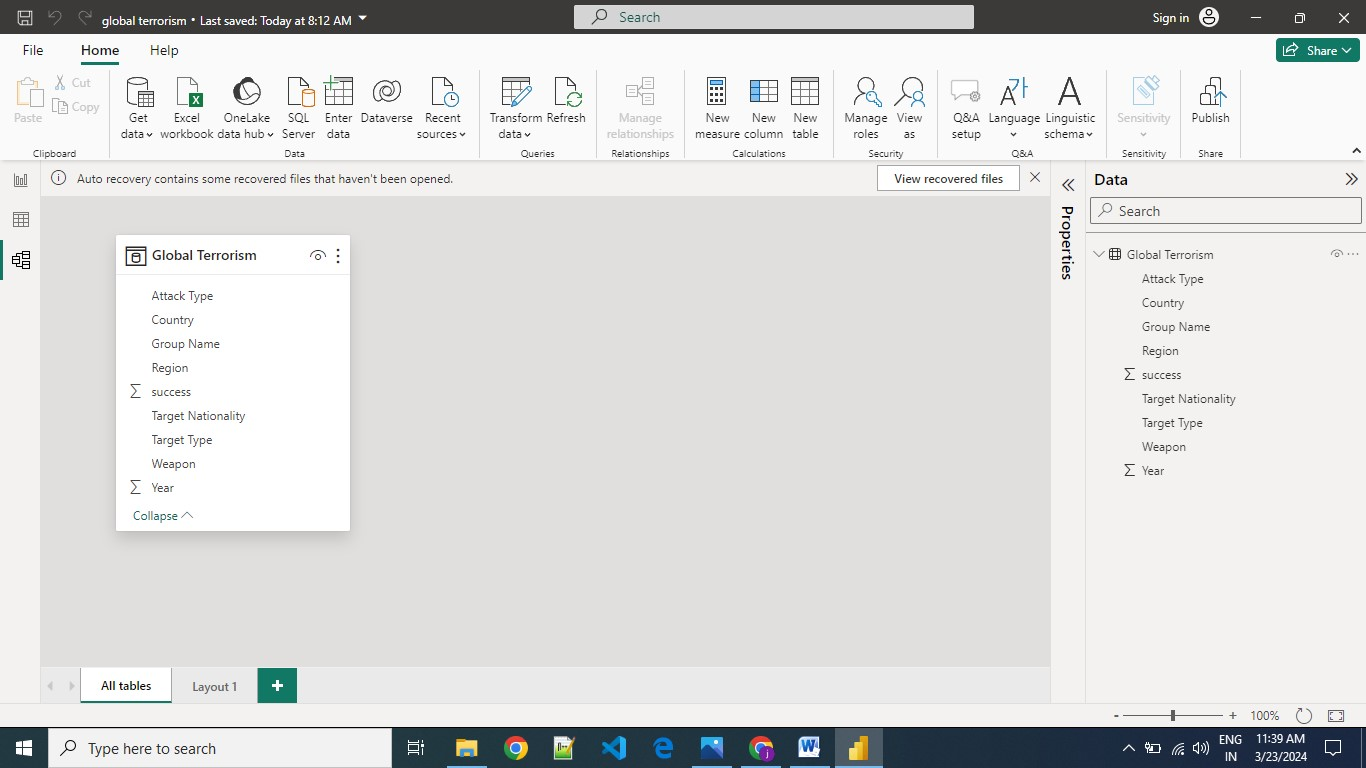 global terrorism • Last saved: Today at 8:12 AM
Search
Sign in
File
Home
Help
Share
Paste
Cut
Copy
Clipboard
Get data
Excel workbook
OneLake data hub
SQL Server
Enter data
Dataverse
Recent sources
Data
Transform data
Refresh
Queries
Manage relationships
Relationships
New measure
New column
New table
Calculations
Manage roles
View as
Security
Q&A setup
Language
Linguistic schema
Q&A
Sensitivity
Sensitivity
Publish
Share
Auto recovery contains some recovered files that haven't been opened.
View recovered files
Global Terrorism
Attack Type
Country
Group Name
Region
success
Target Nationality
Target Type
Weapon
Year
Collapse
Properties
Data
Search
Global Terrorism
Attack Type
Country
Group Name
Region
success
Target Nationality
Target Type
Weapon
Year
All tables
Layout 1
+
- + 100%
Type here to search
ENG
IN
11:39 AM
3/23/2024